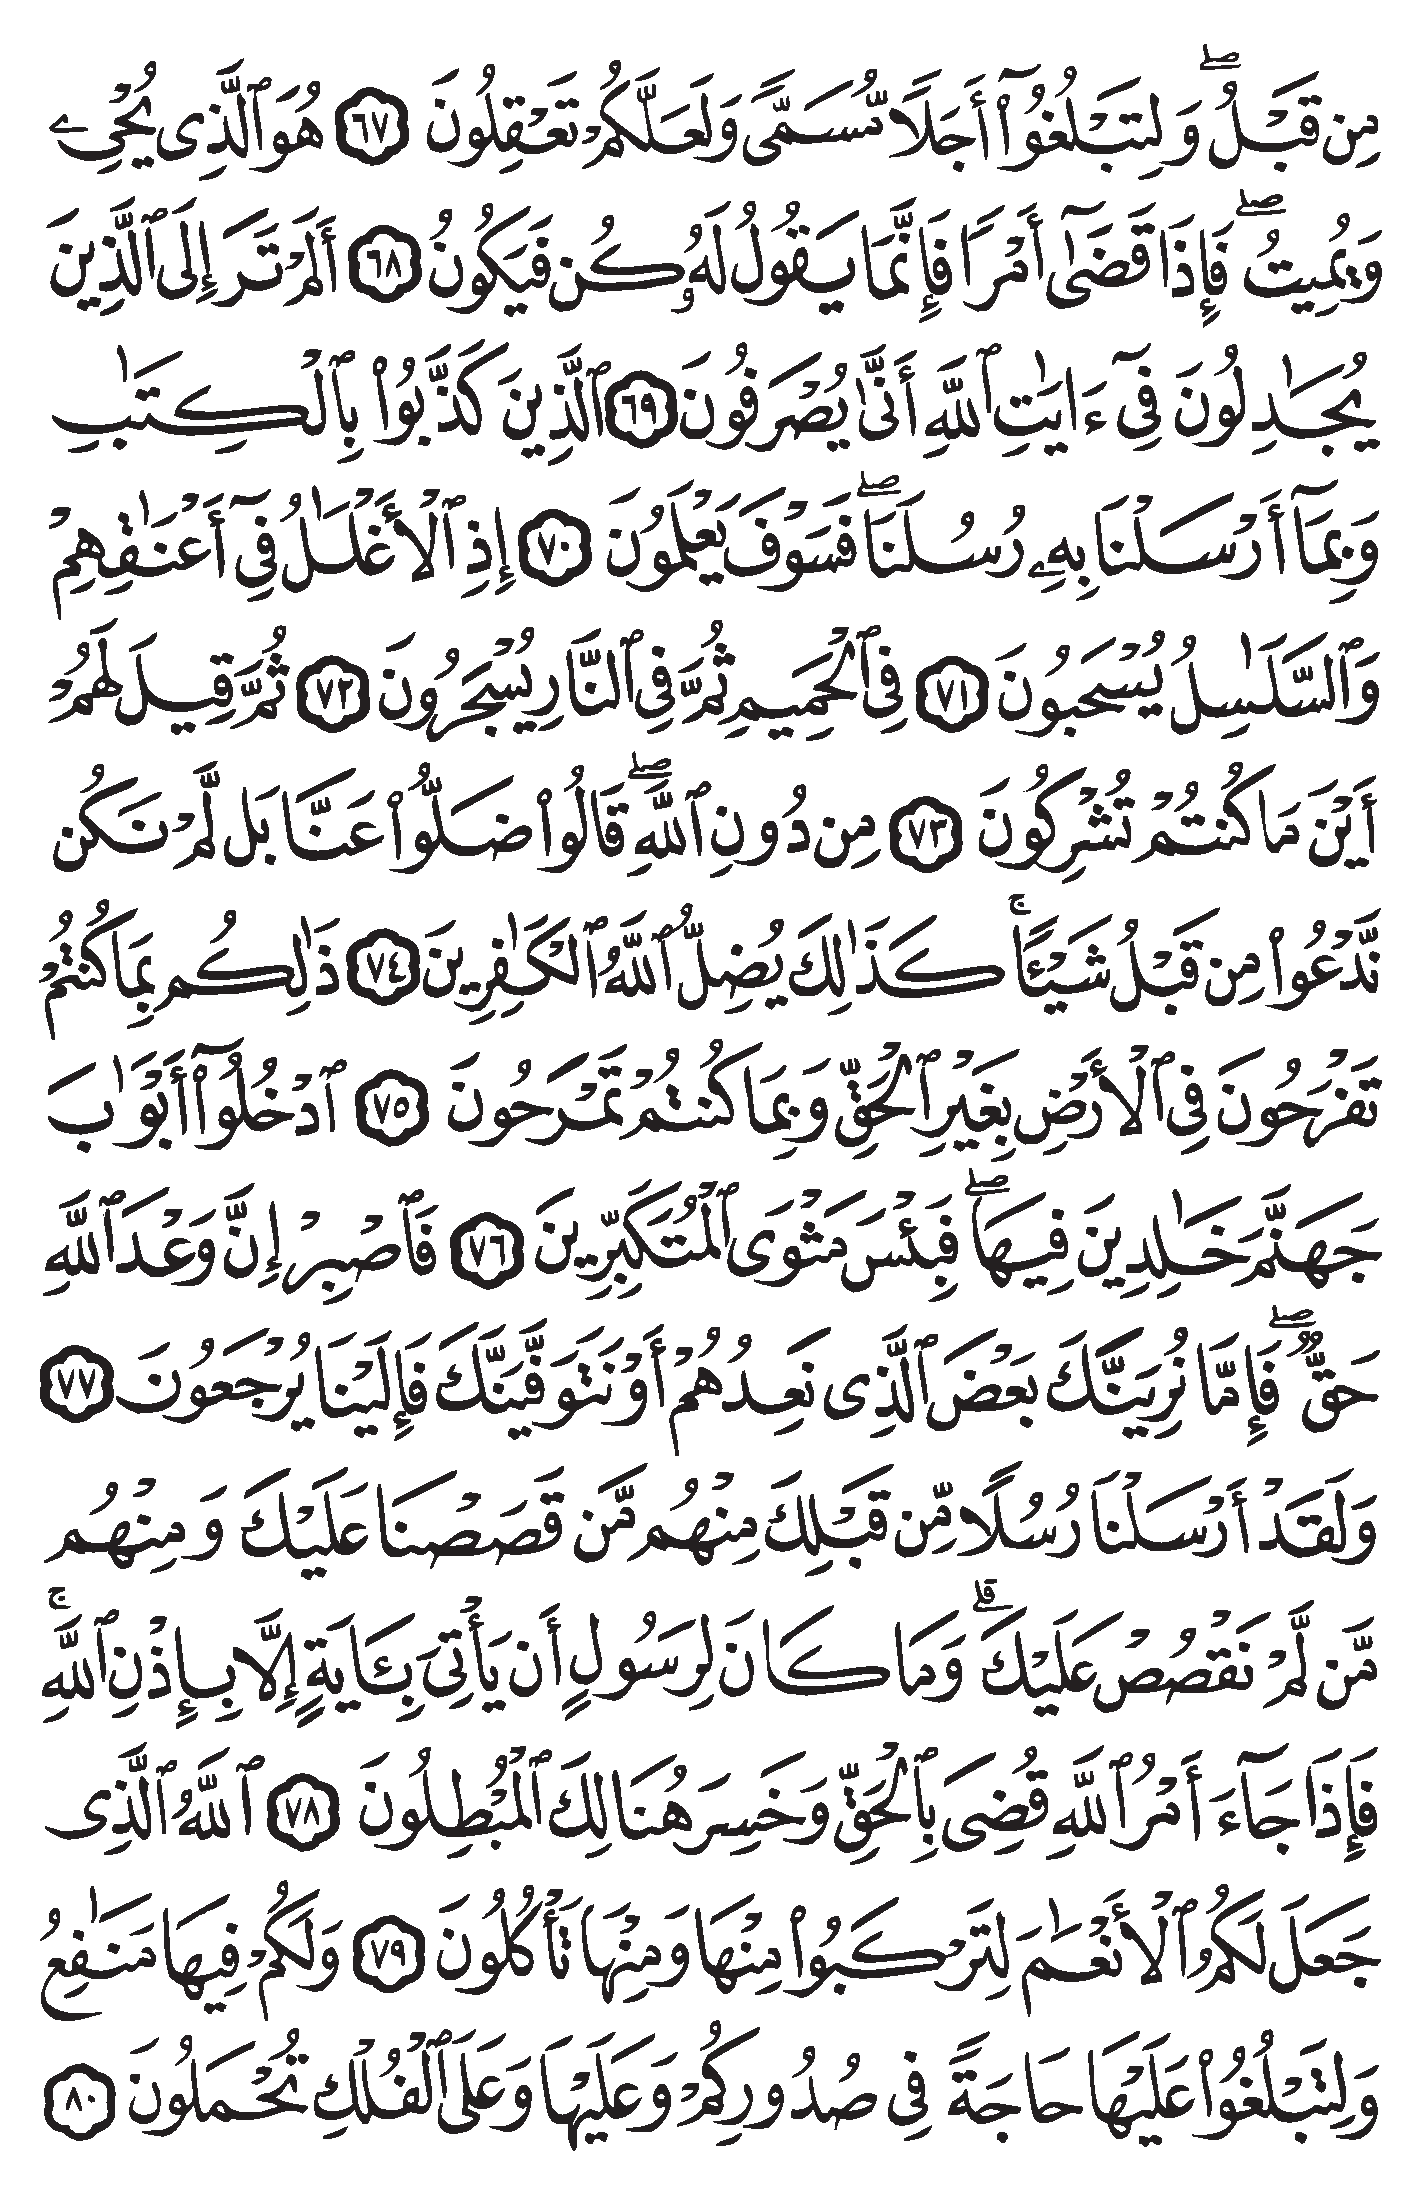 مِن قَبْلُۖ وَلِتَبْلُغُوٓا۟ أَجَلًا مُّسَمًّى وَلَعَلَّكُمْ تَعْقِلُونَ ٦٧ هُوَ ٱلَّذِى يُحْىِۦ
وَيُمِيتُۖ فَإِذَا قَضَىٰٓ أَمْرًا فَإِنَّمَا يَقُولُ لَهُۥ كُن فَيَكُونُ ٦٨ أَلَمْ تَرَ إِلَى ٱلَّذِينَ
يُجَٰدِلُونَ فِىٓ ءَايَٰتِ ٱللَّهِ أَنَّىٰ يُصْرَفُونَ ٦٩ ٱلَّذِينَ كَذَّبُوا۟ بِٱلْكِتَٰبِ
وَبِمَآ أَرْسَلْنَا بِهِۦ رُسُلَنَاۖ فَسَوْفَ يَعْلَمُونَ ٧٠ إِذِ ٱلْأَغْلَٰلُ فِىٓ أَعْنَٰقِهِمْ
وَٱلسَّلَٰسِلُ يُسْحَبُونَ ٧١ فِى ٱلْحَمِيمِ ثُمَّ فِى ٱلنَّارِ يُسْجَرُونَ ٧٢ ثُمَّ قِيلَ لَهُمْ
أَيْنَ مَا كُنتُمْ تُشْرِكُونَ ٧٣ مِن دُونِ ٱللَّهِۖ قَالُوا۟ ضَلُّوا۟ عَنَّا بَل لَّمْ نَكُن
نَّدْعُوا۟ مِن قَبْلُ شَيْـًٔاۚ كَذَٰلِكَ يُضِلُّ ٱللَّهُ ٱلْكَٰفِرِينَ ٧٤ ذَٰلِكُم بِمَا كُنتُمْ
تَفْرَحُونَ فِى ٱلْأَرْضِ بِغَيْرِ ٱلْحَقِّ وَبِمَا كُنتُمْ تَمْرَحُونَ ٧٥ ٱدْخُلُوٓا۟ أَبْوَٰبَ
جَهَنَّمَ خَٰلِدِينَ فِيهَاۖ فَبِئْسَ مَثْوَى ٱلْمُتَكَبِّرِينَ ٧٦ فَٱصْبِرْ إِنَّ وَعْدَ ٱللَّهِ
حَقٌّۖ فَإِمَّا نُرِيَنَّكَ بَعْضَ ٱلَّذِى نَعِدُهُمْ أَوْ نَتَوَفَّيَنَّكَ فَإِلَيْنَا يُرْجَعُونَ ٧٧
وَلَقَدْ أَرْسَلْنَا رُسُلًا مِّن قَبْلِكَ مِنْهُم مَّن قَصَصْنَا عَلَيْكَ وَمِنْهُم
مَّن لَّمْ نَقْصُصْ عَلَيْكَۗ وَمَا كَانَ لِرَسُولٍ أَن يَأْتِىَ بِـَٔايَةٍ إِلَّا بِإِذْنِ ٱللَّهِۚ
فَإِذَا جَآءَ أَمْرُ ٱللَّهِ قُضِىَ بِٱلْحَقِّ وَخَسِرَ هُنَالِكَ ٱلْمُبْطِلُونَ ٧٨ ٱللَّهُ ٱلَّذِى
جَعَلَ لَكُمُ ٱلْأَنْعَٰمَ لِتَرْكَبُوا۟ مِنْهَا وَمِنْهَا تَأْكُلُونَ ٧٩ وَلَكُمْ فِيهَا مَنَٰفِعُ
وَلِتَبْلُغُوا۟ عَلَيْهَا حَاجَةً فِى صُدُورِكُمْ وَعَلَيْهَا وَعَلَى ٱلْفُلْكِ تُحْمَلُونَ ٨٠